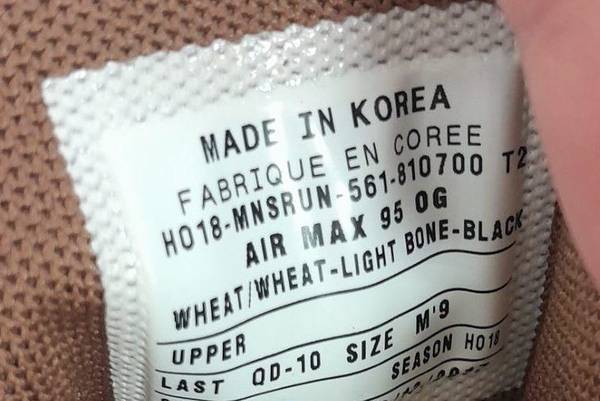 MADE IN KOREA
FABRIQUE EN COREE
HO18-MNSRUN-561-810700 T2
AIR MAX 95 OG
WHEAT/WHEAT-LIGHT BONE-BLACK
UPPER
LAST QD-10 SIZE M'9
SEASON HO18